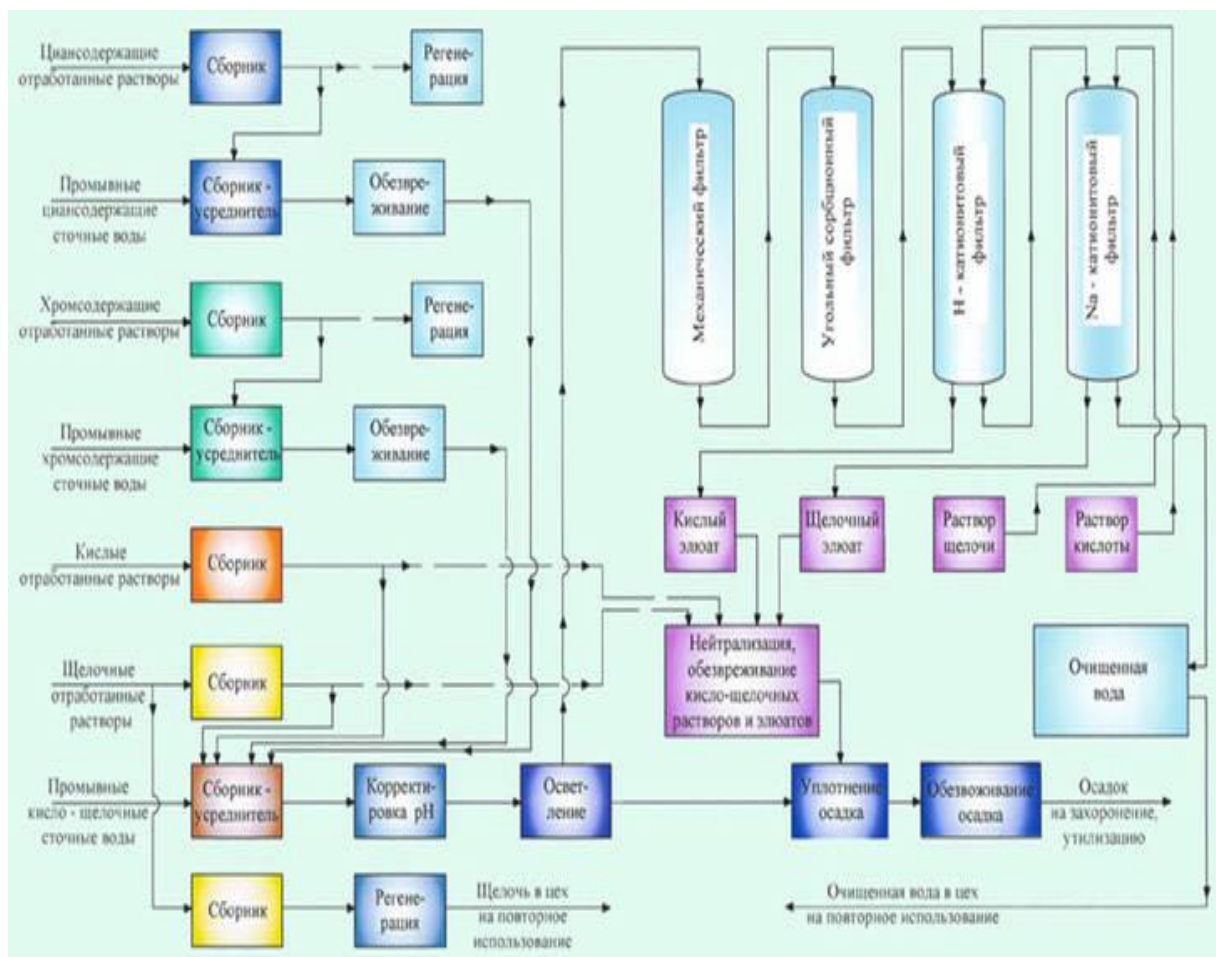 Циансодержащие
отработанные растворы
Сборник
Регене-
рация
Промывные
циансодержащие
сточные воды
Сборник -
усреднитель
Обезвре-
живание
Хромсодержащие
отработанные растворы
Сборник
Регене-
рация
Промывные
хромсодержащие
сточные воды
Сборник -
усреднитель
Обезвре-
живание
Кислые
отработанные растворы
Сборник
Щелочные
отработанные
растворы
Сборник
Промывные
кисло - щелочные
сточные воды
Сборник -
усреднитель
Корректи-
ровка pH
Освет-
ление
Сборник
Регене-
рация
Щелочь в цех
на повторное
использование
Механический фильтр
Угольный сорбционный
фильтр
H - катионитовый
фильтр
Na - катионитовый
фильтр
Кислый
элюат
Щелочный
элюат
Раствор
щелочи
Раствор
кислоты
Нейтрализация,
обезвреживание
кисло-щелочных
растворов и элюатов
Очищенная
вода
Уплотнение
осадка
Обезвоживание
осадка
Осадок
на захоронение,
утилизацию
Очищенная вода в цех
на повторное использование